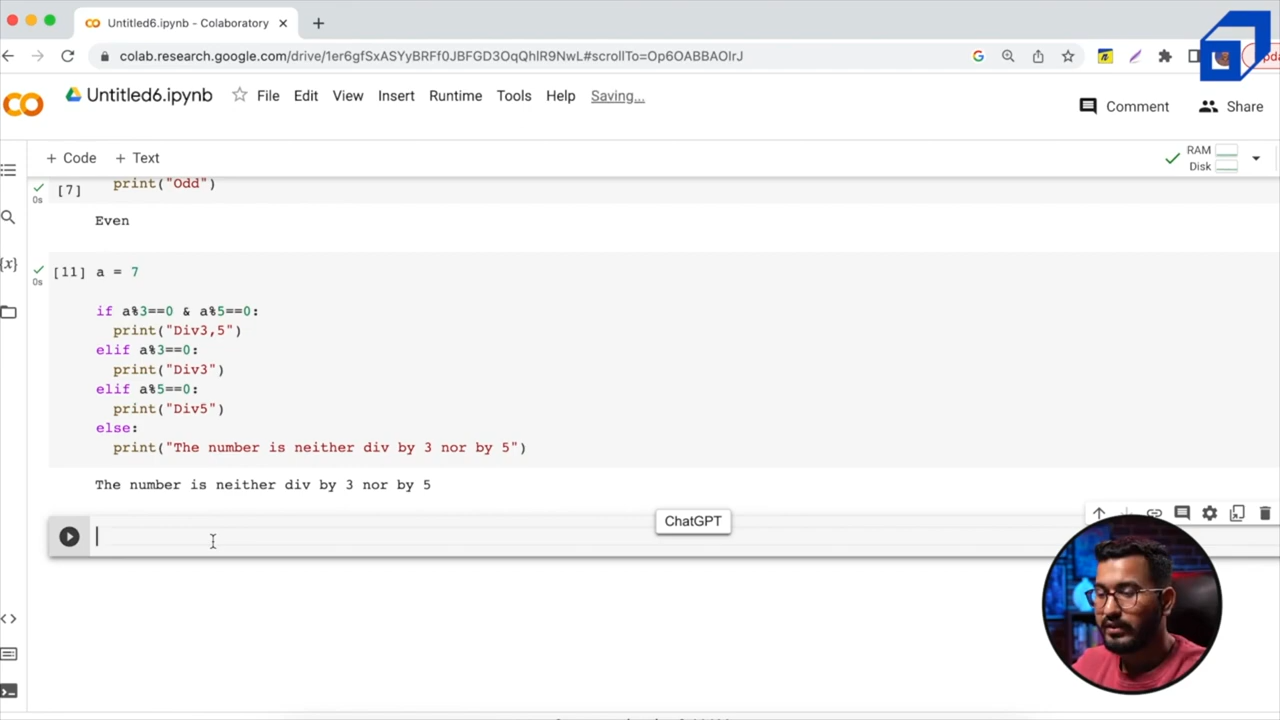 Untitled6.ipynb - Colaboratory
colab.research.google.com/drive/1er6gfSxASYyBRFf0JBFGD3OqQhlR9NwL#scrollTo=Op6OABBAOlrJ
Untitled6.ipynb
File Edit View Insert Runtime Tools Help Saving...
Comment Share
+ Code + Text
RAM
Disk
print("Odd")
[7]
0s
Even
[11] a = 7
0s
if a%3==0 & a%5==0:
print("Div3,5")
elif a%3==0:
print("Div3")
elif a%5==0:
print("Div5")
else:
print("The number is neither div by 3 nor by 5")
The number is neither div by 3 nor by 5
ChatGPT